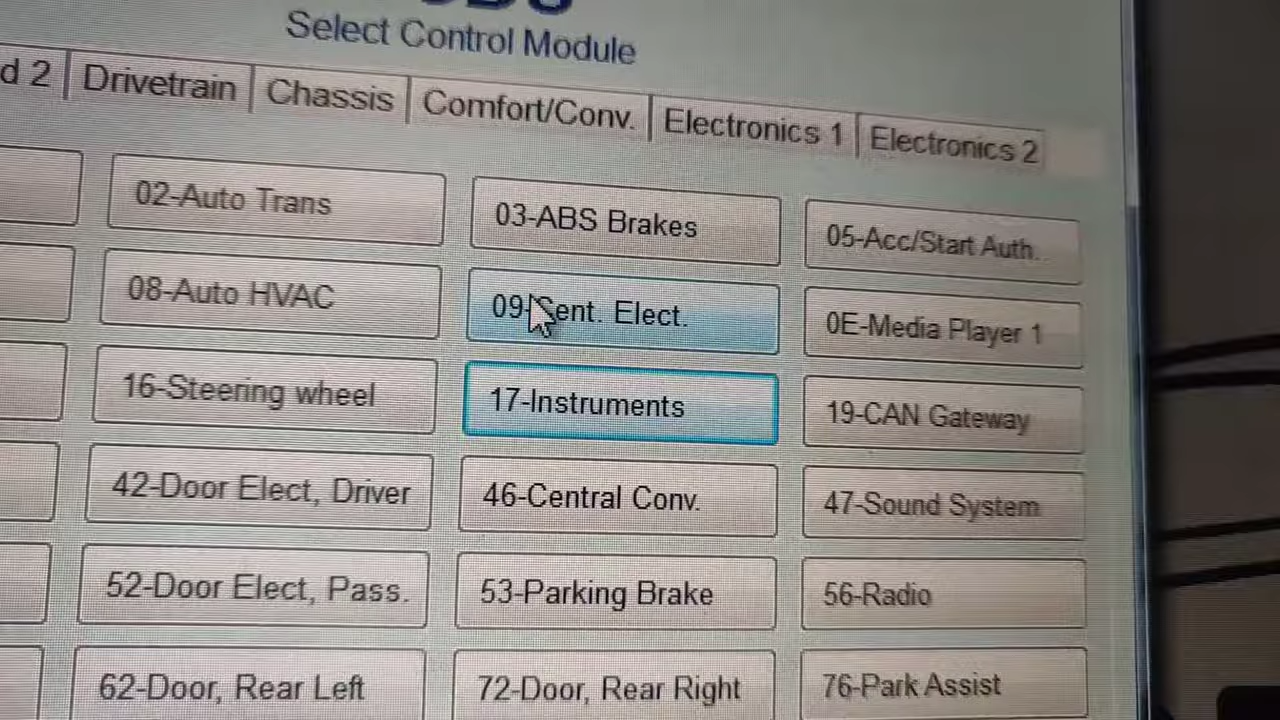 Select Control Module
d 2 Drivetrain Chassis Comfort/Conv. Electronics 1 Electronics 2
02-Auto Trans 03-ABS Brakes 05-Acc/Start Auth.
08-Auto HVAC 09-Cent. Elect. 0E-Media Player 1
16-Steering wheel 17-Instruments 19-CAN Gateway
42-Door Elect, Driver 46-Central Conv. 47-Sound System
52-Door Elect, Pass. 53-Parking Brake 56-Radio
62-Door, Rear Left 72-Door, Rear Right 76-Park Assist